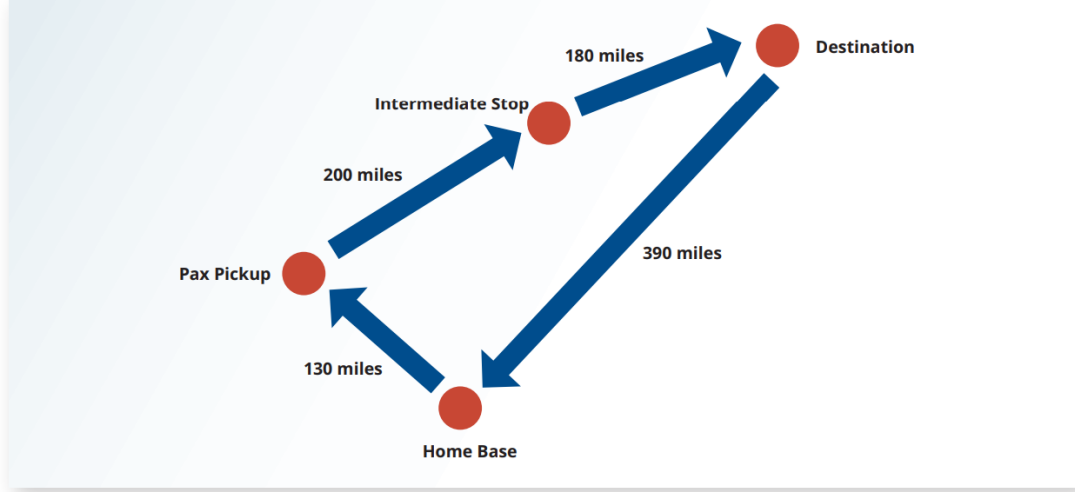 180 miles
Destination
Intermediate Stop
200 miles
390 miles
Pax Pickup
130 miles
Home Base